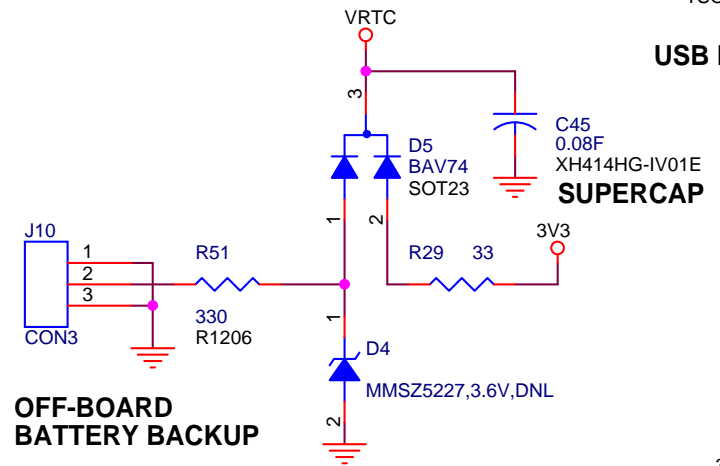 VRTC
USB
3
C45
0.08F
XH414HG-IV01E
SUPERCAP
D5
BAV74
SOT23
1
2
3V3
J10
1
2
3
CON3
R51
330
R1206
R29 33
1
D4
MMSZ5227,3.6V,DNL
2
OFF-BOARD
BATTERY BACKUP